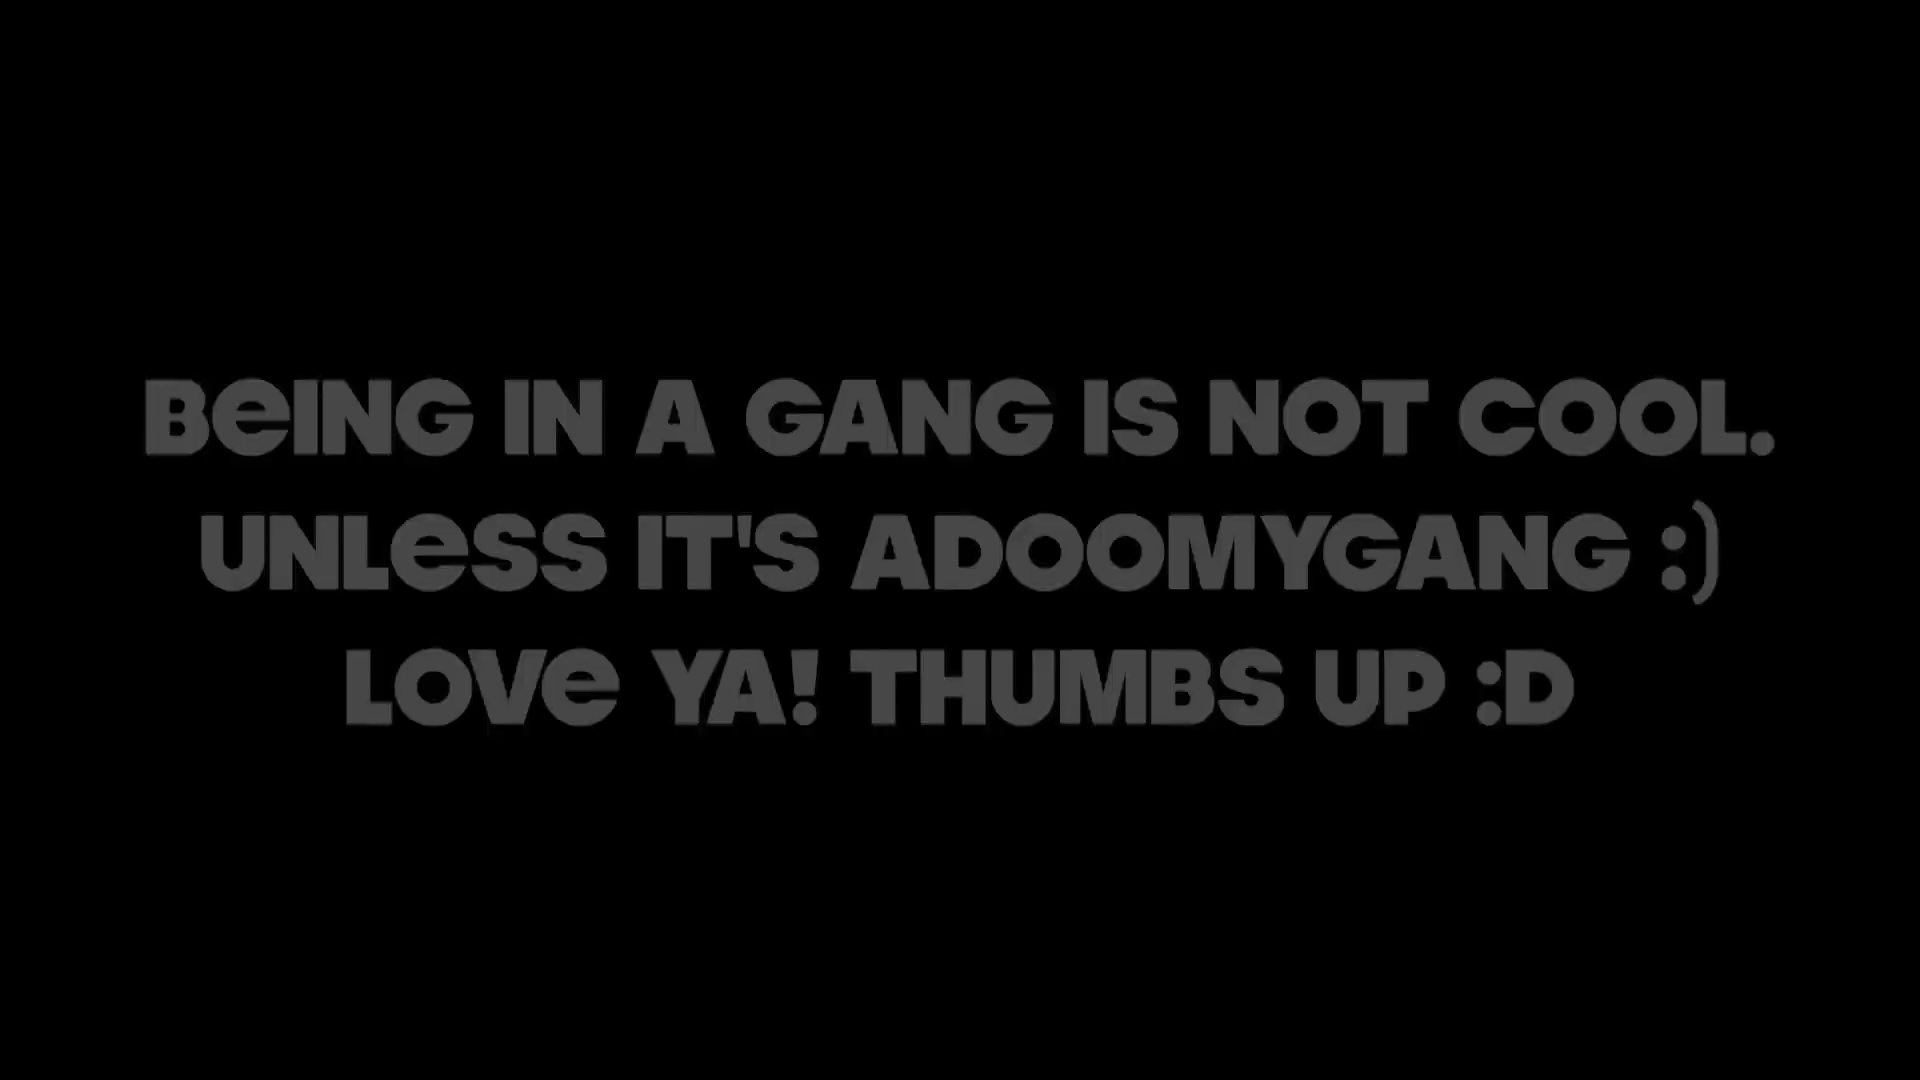 BeING IN A GANG IS NOT COOL.
UNLeSS IT'S ADOOMYGANG :)
LOVe YA! THUMBS UP :D